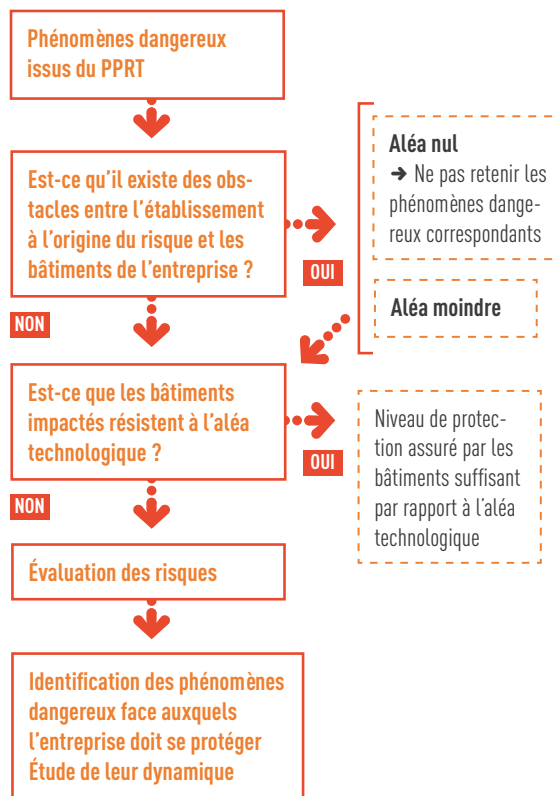 Phénomènes dangereux
issus du PPRT
Est-ce qu'il existe des obs-
tacles entre l'établissement
à l'origine du risque et les
bâtiments de l'entreprise ?
OUI
Aléa nul
➔ Ne pas retenir les
phénomènes dange-
reux correspondants
Aléa moindre
NON
Est-ce que les bâtiments
impactés résistent à l'aléa
technologique ?
OUI
Niveau de protec-
tion assuré par les
bâtiments suffisant
par rapport à l'aléa
technologique
NON
Évaluation des risques
Identification des phénomènes
dangereux face auxquels
l'entreprise doit se protéger
Étude de leur dynamique